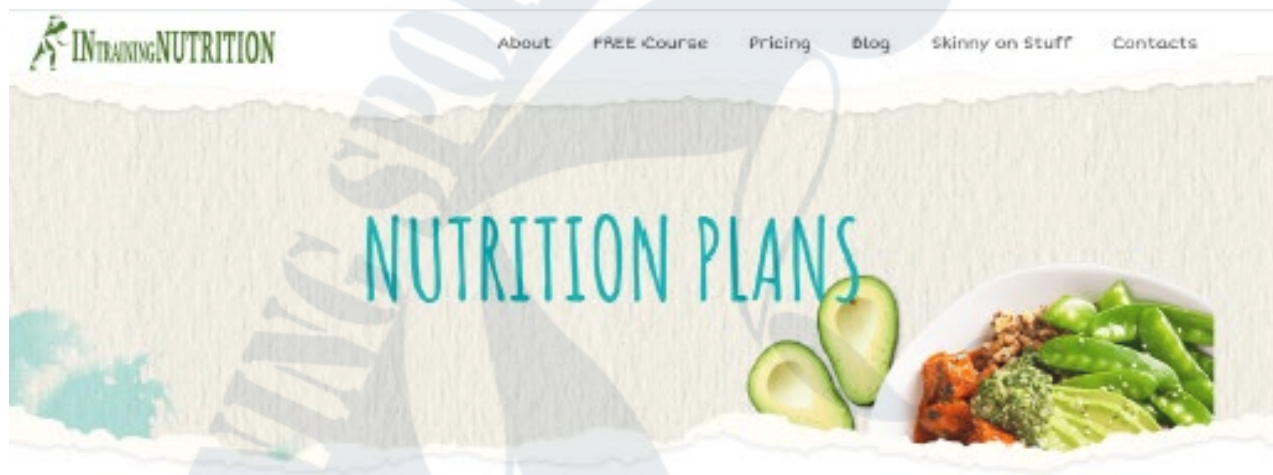 INTRAININGNUTRITION
About FREE Course Pricing Blog Skinny on Stuff Contacts
NUTRITION PLANS